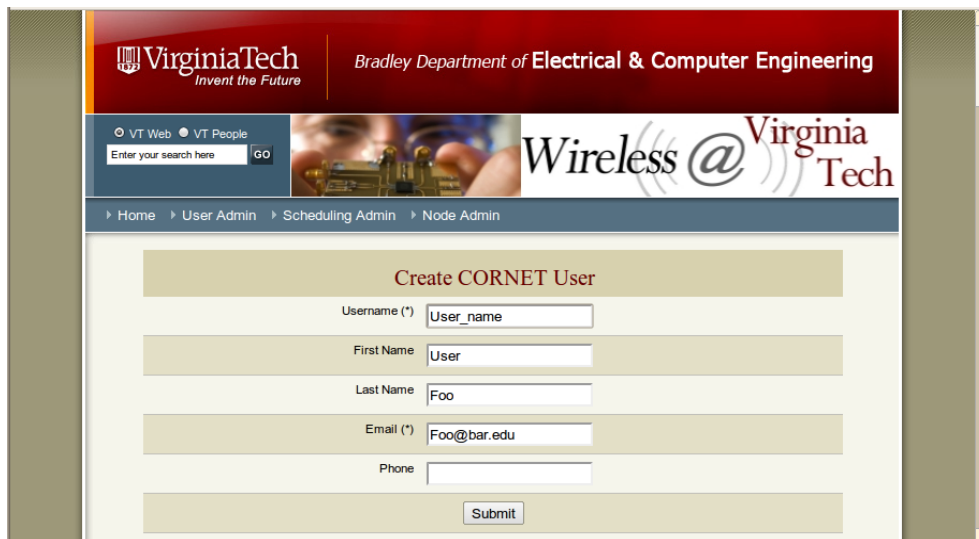 VirginiaTech
Invent the Future
1872
Bradley Department of Electrical & Computer Engineering
VT Web VT People
Enter your search here GO
Wireless @ Virginia Tech
Home User Admin Scheduling Admin Node Admin
Create CORNET User
Username (*) User_name
First Name User
Last Name Foo
Email (*) Foo@bar.edu
Phone
Submit